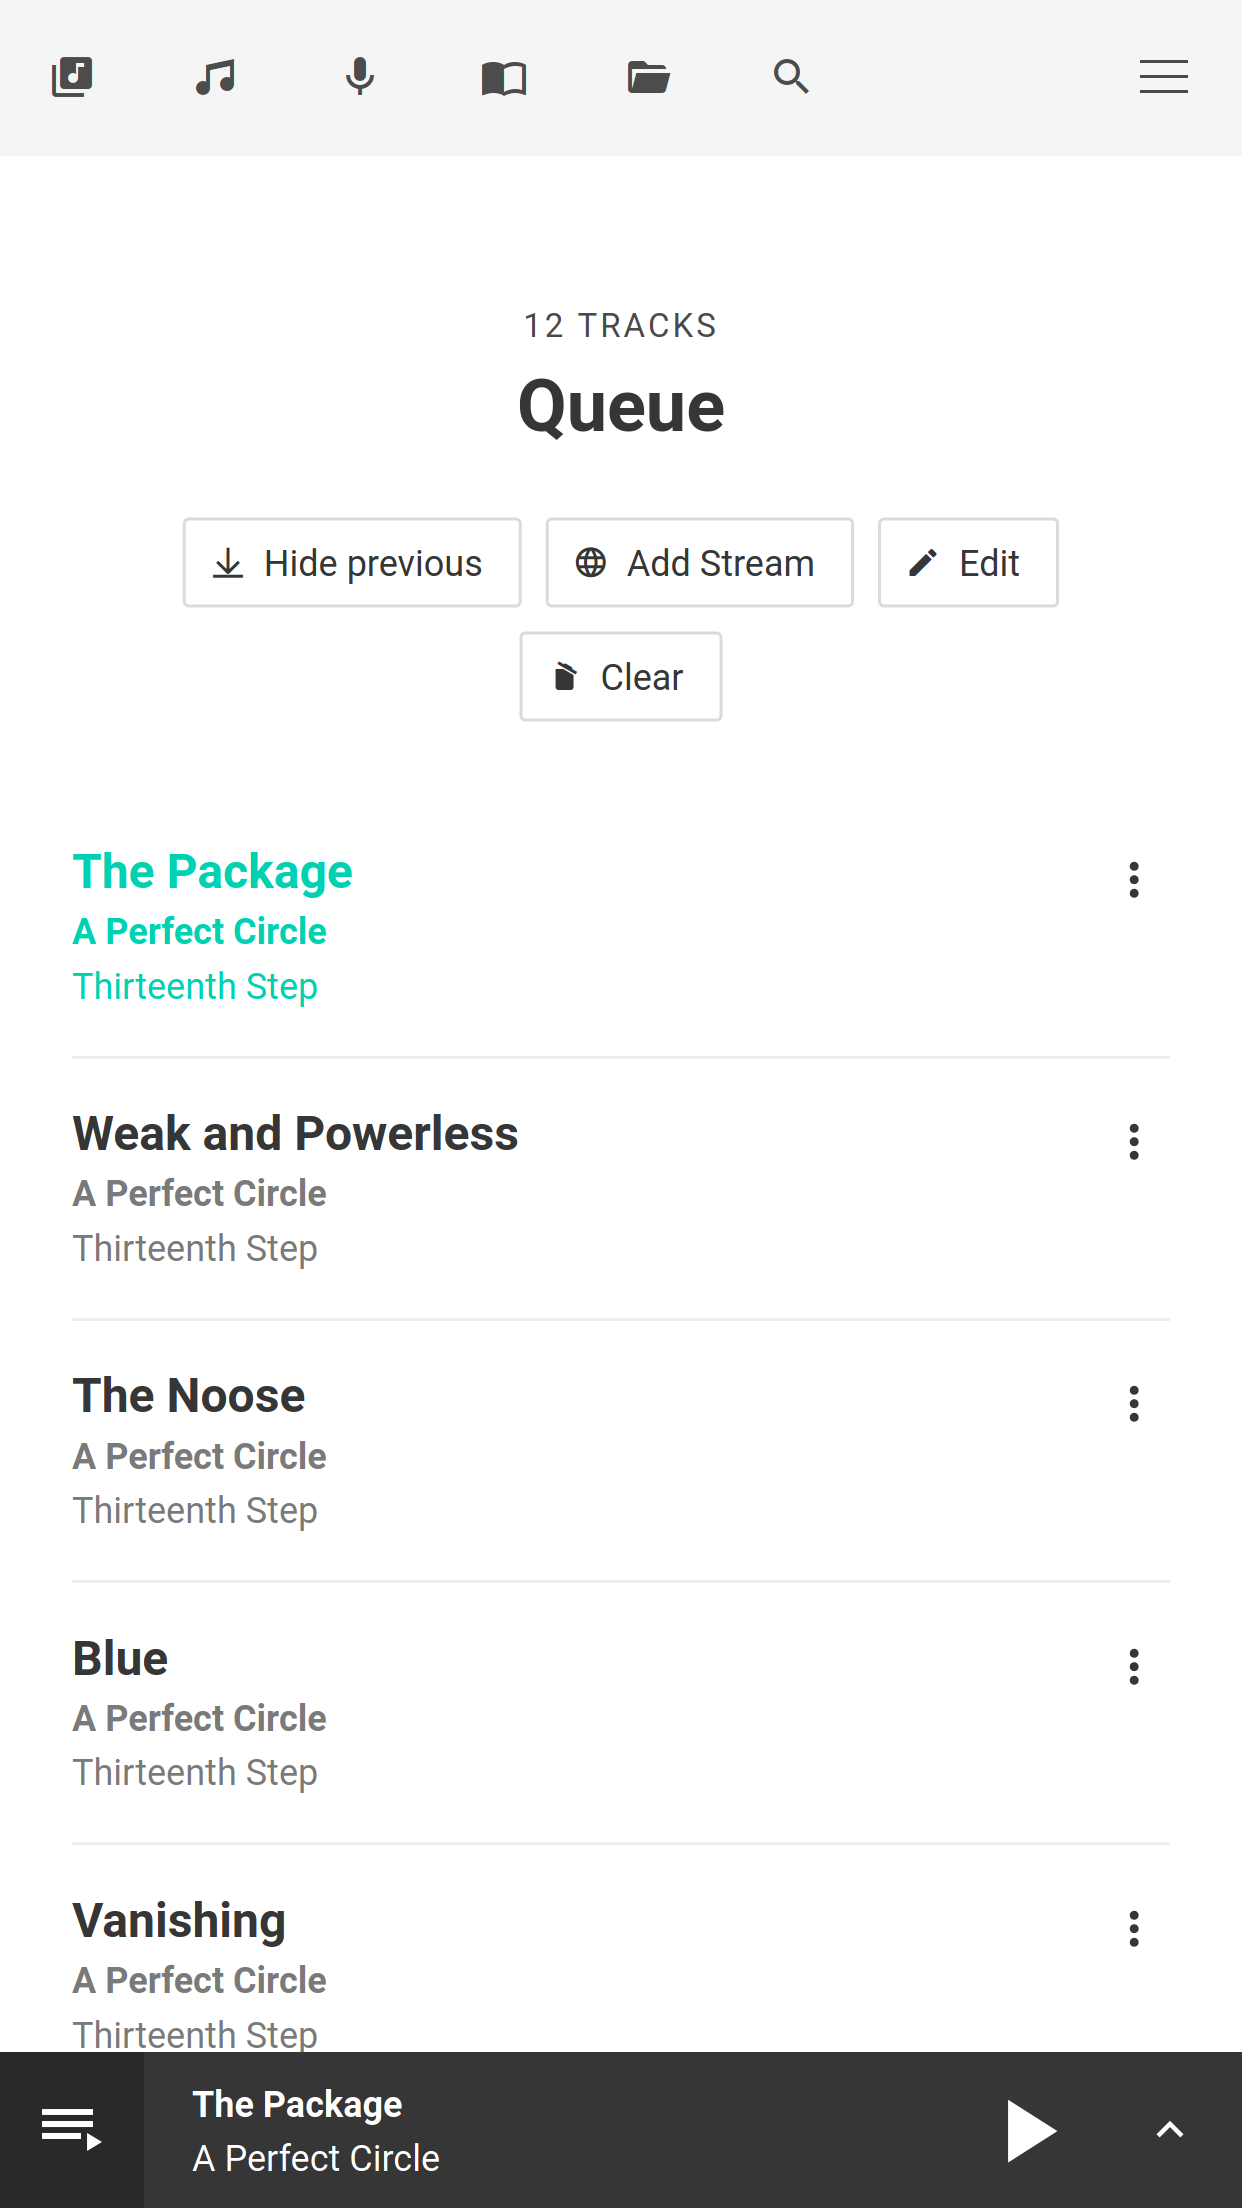 12 TRACKS
Queue
Hide previous
Add Stream
Edit
Clear
The Package
A Perfect Circle
Thirteenth Step
Weak and Powerless
A Perfect Circle
Thirteenth Step
The Noose
A Perfect Circle
Thirteenth Step
Blue
A Perfect Circle
Thirteenth Step
Vanishing
A Perfect Circle
Thirteenth Step
The Package
A Perfect Circle